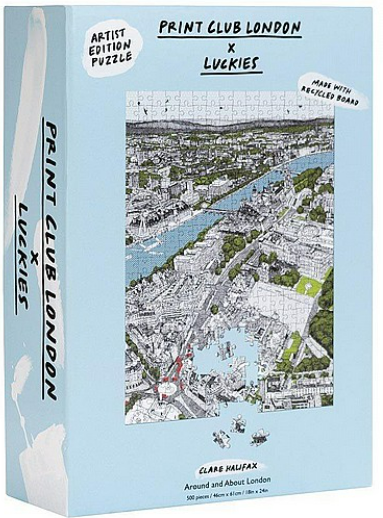 ARTIST
EDITION
PUZZLE
PRINT CLUB LONDON
X
LUCKIES
MADE WITH
RECYCLED BOARD
PRINT CLUB LONDON
X
LUCKIES
CLARE HALIFAX
Around and About London
500 pieces / 46cm x 61cm / 18in x 24in